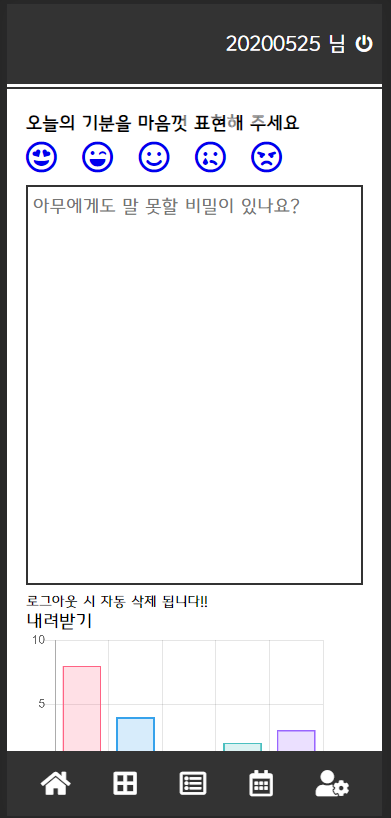 20200525 님
오늘의 기분을 마음껏 표현해 주세요
아무에게도 말 못할 비밀이 있나요?
로그아웃 시 자동 삭제 됩니다!!
내려받기
10
5